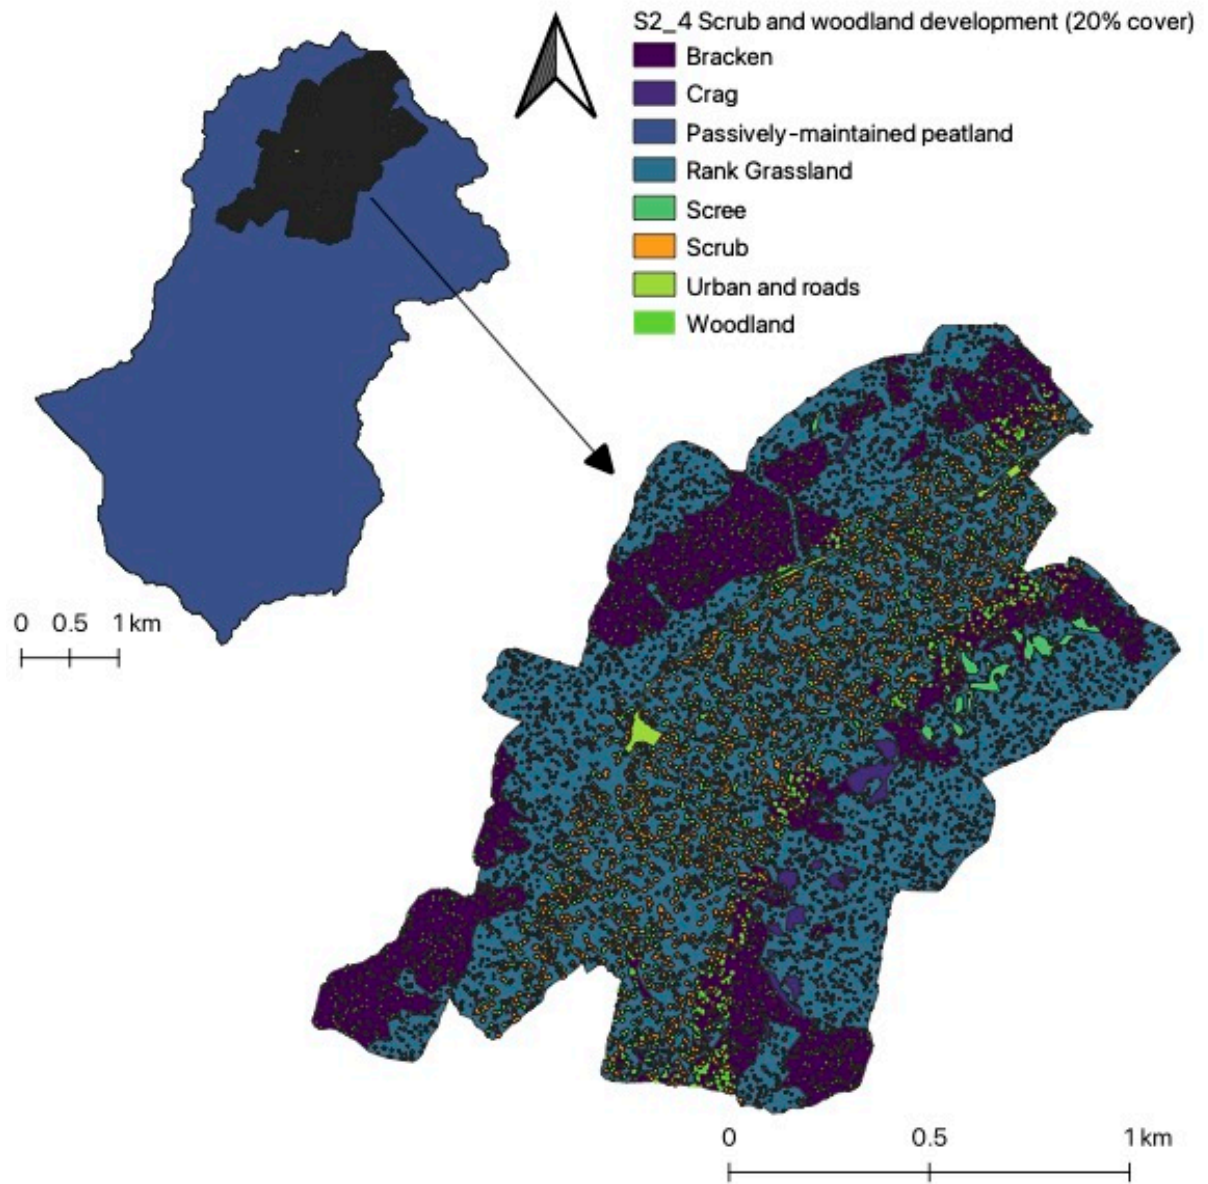 S2_4 Scrub and woodland development (20% cover)
Bracken
Crag
Passively-maintained peatland
Rank Grassland
Scree
Scrub
Urban and roads
Woodland
0 0.5 1 km
0 0.5 1 km